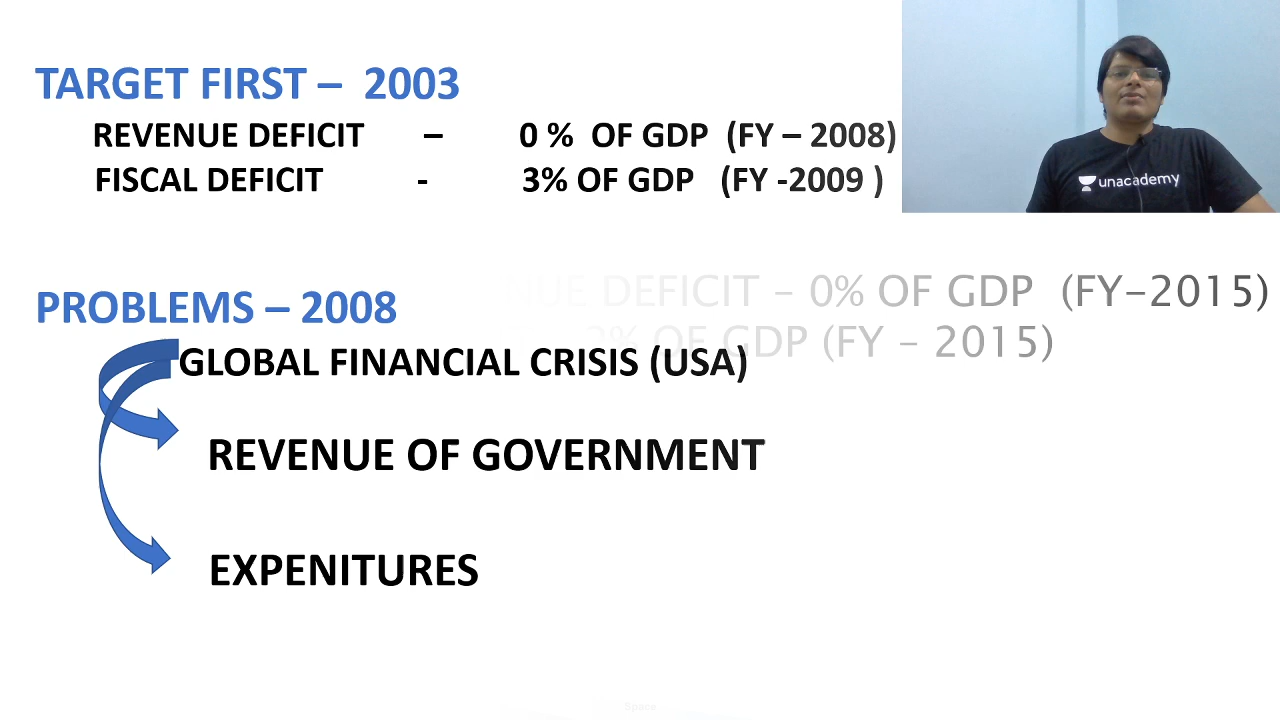 TARGET FIRST – 2003
REVENUE DEFICIT – 0 % OF GDP (FY – 2008)
FISCAL DEFICIT - 3% OF GDP (FY -2009 )
unacademy
DEFICIT – 0% OF GDP (FY–2015)
3% OF GDP (FY – 2015)
PROBLEMS – 2008
GLOBAL FINANCIAL CRISIS (USA)
REVENUE OF GOVERNMENT
EXPENITURES
Space